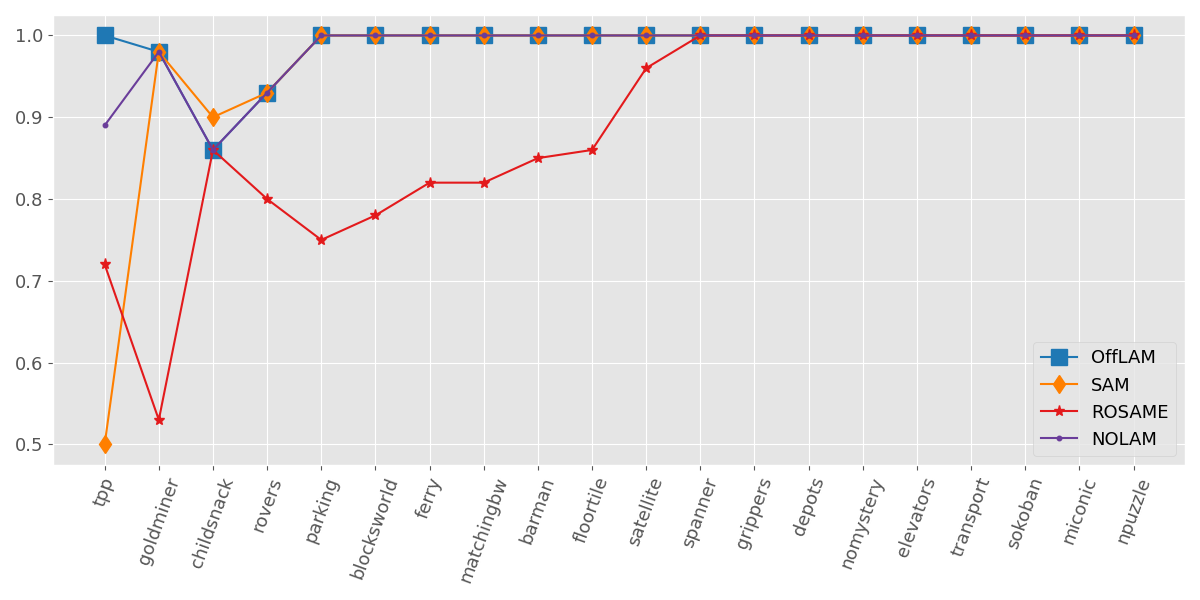 1.0
0.9
0.8
0.7
0.6
0.5
OffLAM
SAM
ROSAME
NOLAM
tpp
goldminer
childsnack
rovers
parking
blocksworld
ferry
matchingbw
barman
floortile
satellite
spanner
grippers
depots
nomystery
elevators
transport
sokoban
miconic
npuzzle